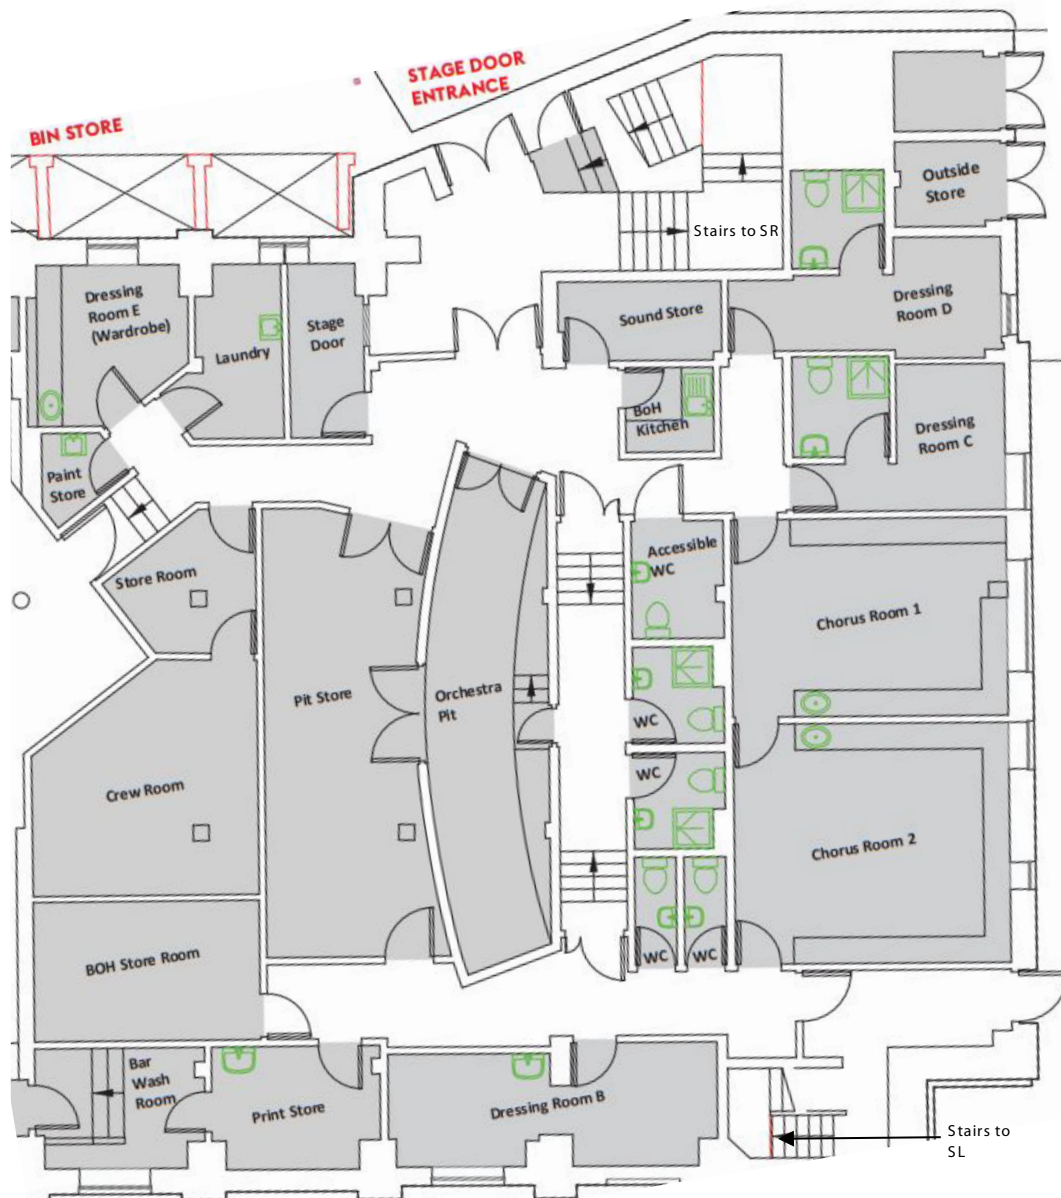 STAGE DOOR
ENTRANCE
BIN STORE
Outside
Store
Stairs to SR
Dressing
Room E
(Wardrobe)
Laundry
Stage
Door
Sound Store
Dressing
Room D
BoH
Kitchen
Dressing
Room C
Paint
Store
Store Room
Accessible
WC
Chorus Room 1
Pit Store
Orchestra
Pit
WC
WC
Crew Room
Chorus Room 2
BOH Store Room
WC
WC
Bar
Wash
Room
Print Store
Dressing Room B
Stairs to
SL